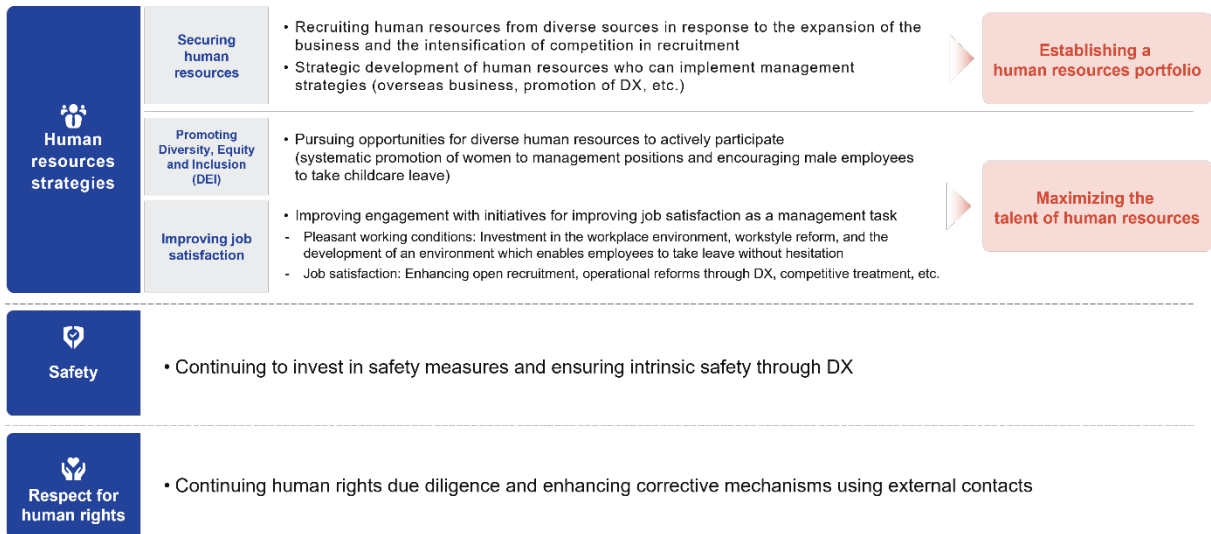 Human
resources
strategies
Securing
human
resources
• Recruiting human resources from diverse sources in response to the expansion of the
business and the intensification of competition in recruitment
• Strategic development of human resources who can implement management
strategies (overseas business, promotion of DX, etc.)
Establishing a
human resources portfolio
Promoting
Diversity, Equity
and Inclusion
(DEI)
• Pursuing opportunities for diverse human resources to actively participate
(systematic promotion of women to management positions and encouraging male employees
to take childcare leave)
Improving job
satisfaction
• Improving engagement with initiatives for improving job satisfaction as a management task
- Pleasant working conditions: Investment in the workplace environment, workstyle reform, and the
development of an environment which enables employees to take leave without hesitation
- Job satisfaction: Enhancing open recruitment, operational reforms through DX, competitive treatment, etc.
Maximizing the
talent of human resources
Safety
• Continuing to invest in safety measures and ensuring intrinsic safety through DX
Respect for
human rights
• Continuing human rights due diligence and enhancing corrective mechanisms using external contacts